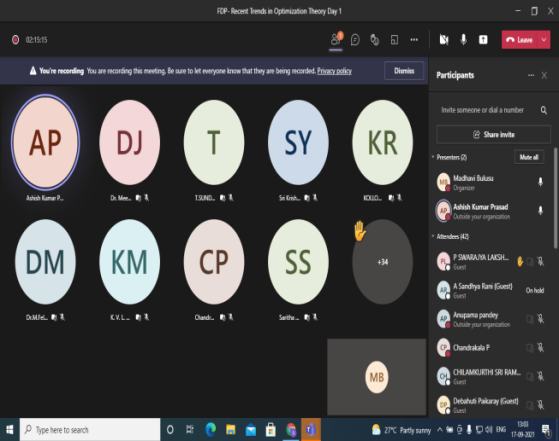 FDP- Recent Trends in Optimization Theory Day 1
02:15:15
Leave
You're recording You are recording this meeting. Be sure to let everyone know that they are being recorded. Privacy policy
Dismiss
AP
DJ
T
SY
KR
Ashish Kumar P...
Dr. Mee...
T.SUND...
Sri Krish...
KOLLO...
DM
KM
CP
SS
+34
Dr.M.Fel...
K. V. L. ...
Chandr...
Saritha ...
MB
Participants
Invite someone or dial a number
Share invite
Presenters (2)
Mute all
MB
Madhavi Bulusu
Organizer
AP
Ashish Kumar Prasad
Outside your organization
Attendees (42)
PL
P SWARAJYA LAKSH...
Guest
AR
A Sandhya Rani (Guest)
Guest
On hold
AP
Anupama pandey
Outside your organization
CP
Chandrakala P
CH
CHILAMKURTHI SRI RAM...
Guest
DP
Debahuti Paikaray (Guest)
Guest
Type here to search
27°C Partly sunny
ENG
13:03
17-09-2021